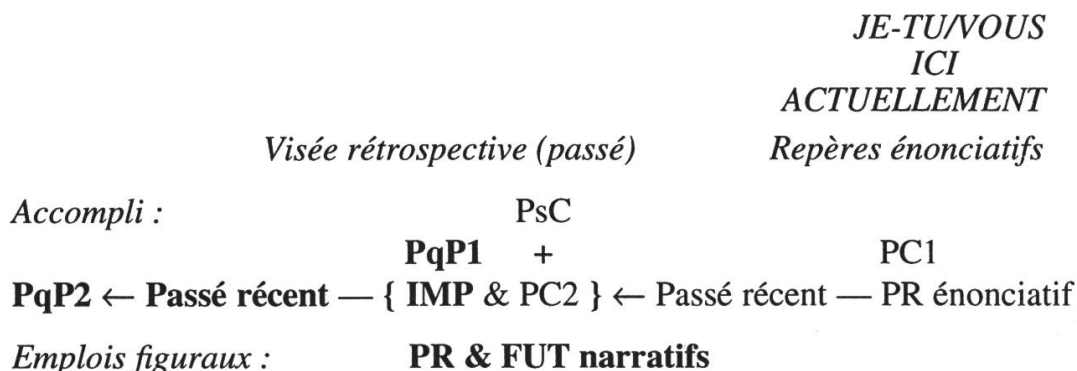 JE-TU/VOUS
ICI
ACTUELLEMENT
Visée rétrospective (passé) Repères énonciatifs
Accompli : PsC
PqP1 + PC1
PqP2 ← Passé récent — { IMP & PC2 } ← Passé récent — PR énonciatif
Emplois figuraux : PR & FUT narratifs